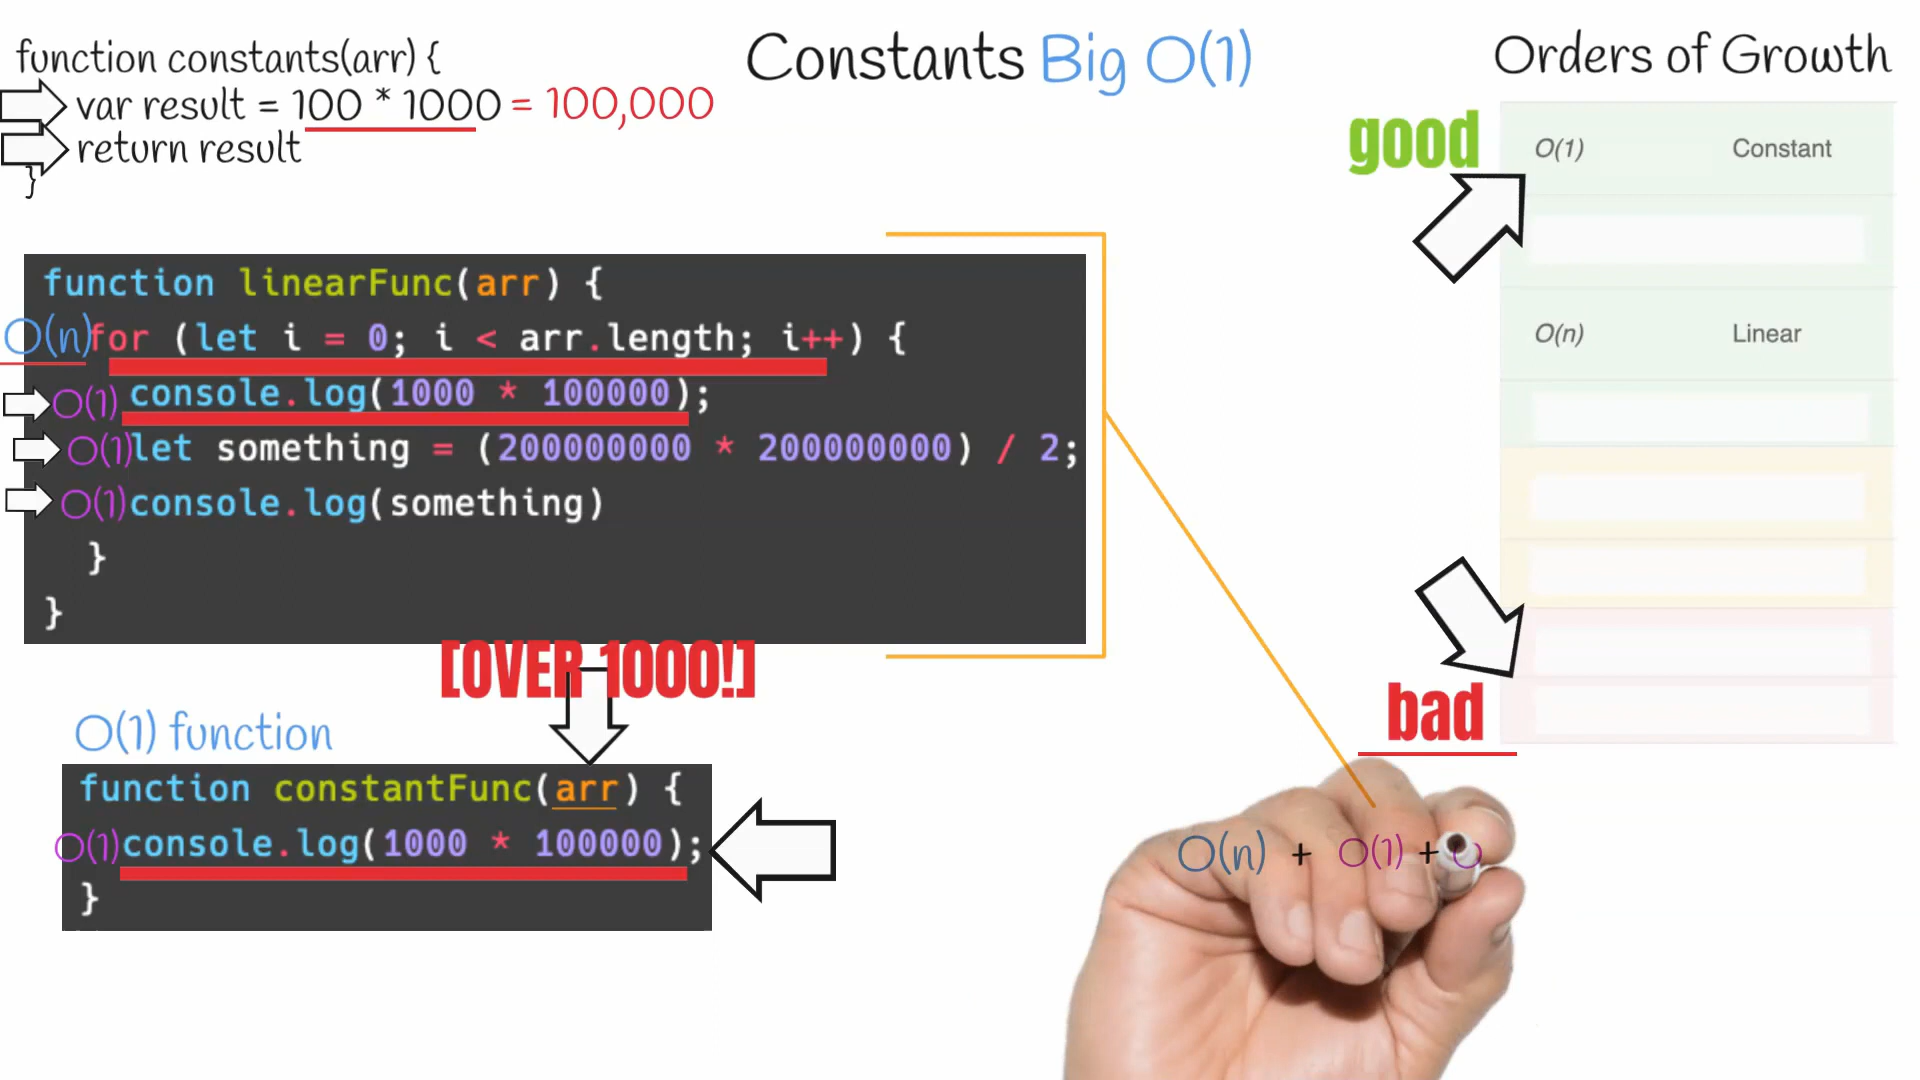 function constants(arr) {
var result = 100 * 1000 = 100,000
return result
}
Constants Big O(1)
Orders of Growth
good
O(1) Constant
O(n) Linear
bad
function linearFunc(arr) {
O(n) for (let i = 0; i < arr.length; i++) {
O(1) console.log(1000 * 100000);
O(1) let something = (200000000 * 200000000) / 2;
O(1) console.log(something)
}
}
[OVER 1000!]
O(1) function
function constantFunc(arr) {
O(1) console.log(1000 * 100000);
}
O(n) + O(1) + O